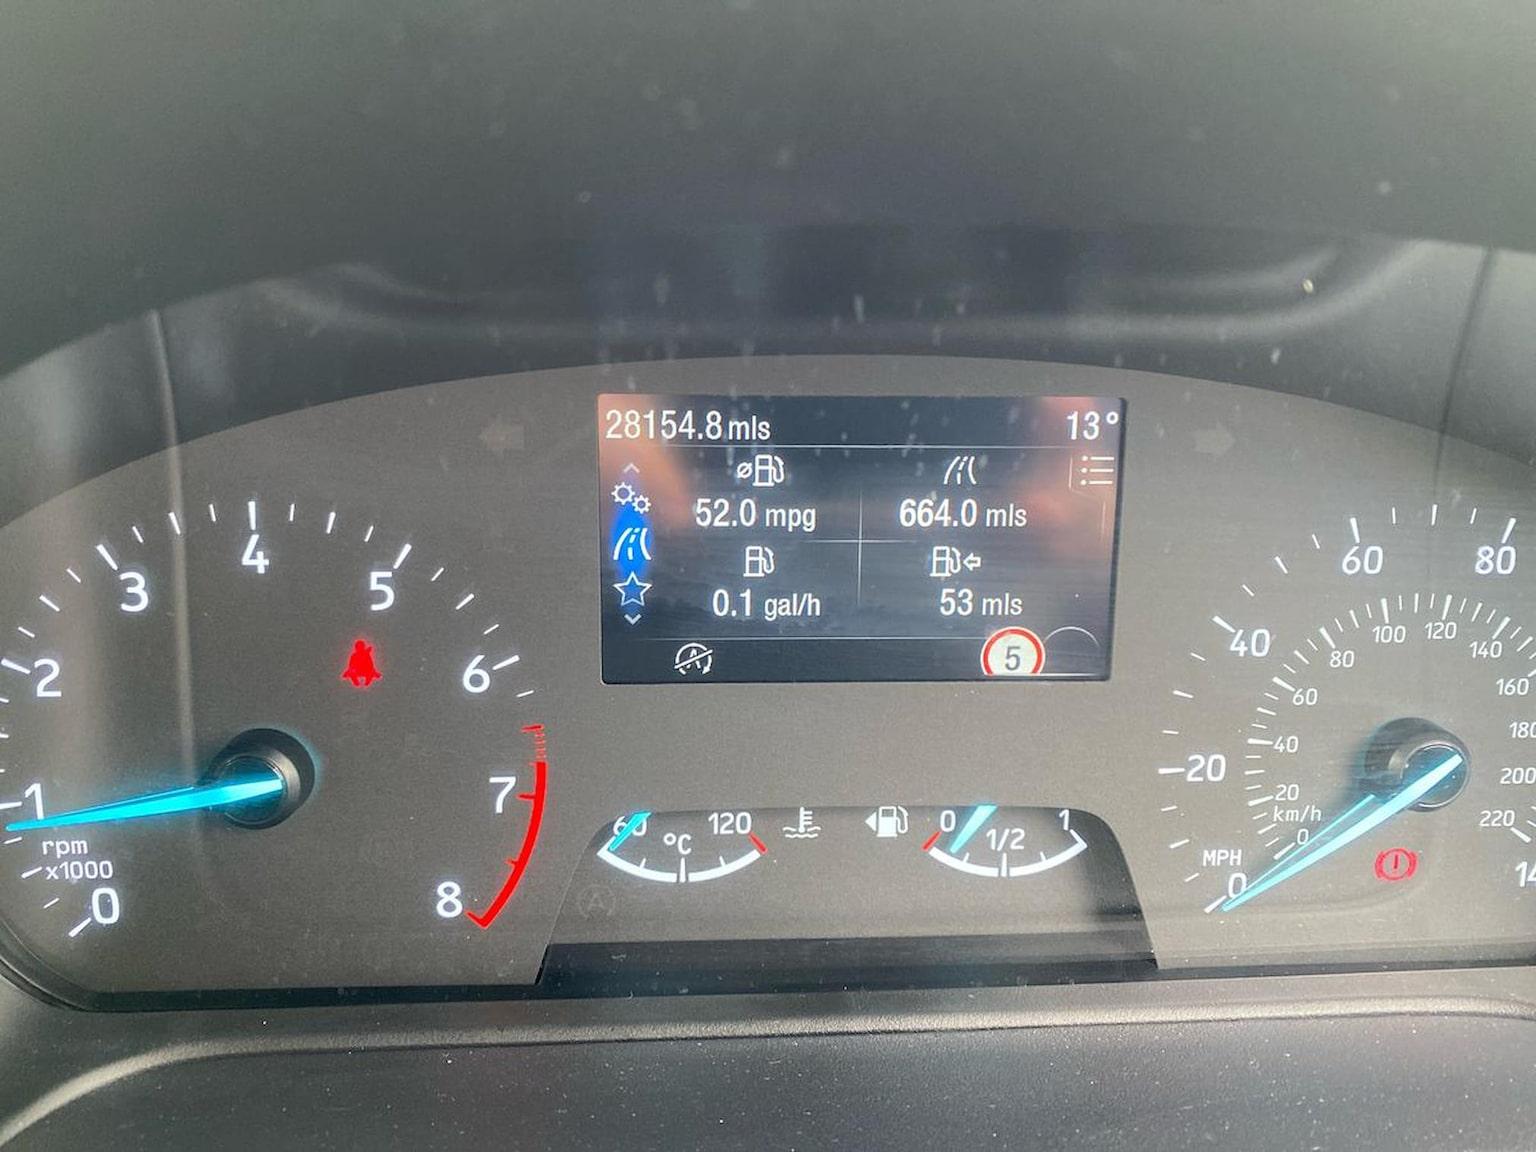 28154.8 mls 13°
52.0 mpg 664.0 mls
0.1 gal/h 53 mls
A 5
0 1 2 3 4 5 6 7 8
rpm
x1000
60 120
°C
0 1/2 1
A
0 20 40 60 80
MPH
0 20 40 60 80 100 120 140 160 200 220
km/h